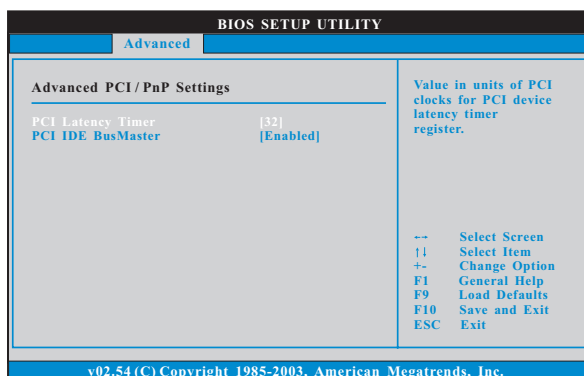 BIOS SETUP UTILITY
Advanced
Advanced PCI / PnP Settings
PCI Latency Timer [32]
PCI IDE BusMaster [Enabled]
Value in units of PCI
clocks for PCI device
latency timer
register.
←→ Select Screen
↑↓ Select Item
+- Change Option
F1 General Help
F9 Load Defaults
F10 Save and Exit
ESC Exit
v02.54 (C) Copyright 1985-2003, American Megatrends, Inc.